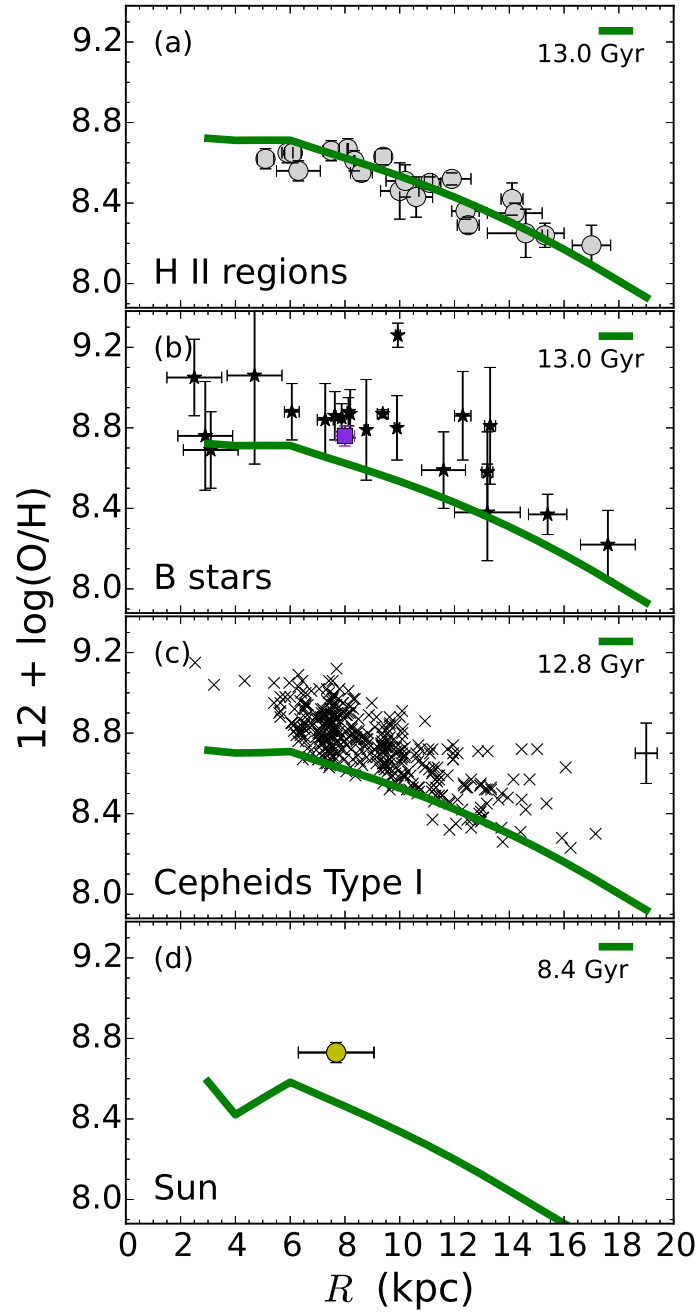 (a)
13.0 Gyr
9.2
8.8
8.4
8.0
H II regions
(b)
13.0 Gyr
9.2
8.8
8.4
8.0
B stars
12 + log(O/H)
(c)
12.8 Gyr
9.2
8.8
8.4
8.0
Cepheids Type I
(d)
8.4 Gyr
9.2
8.8
8.4
8.0
Sun
0 2 4 6 8 10 12 14 16 18 20
R (kpc)